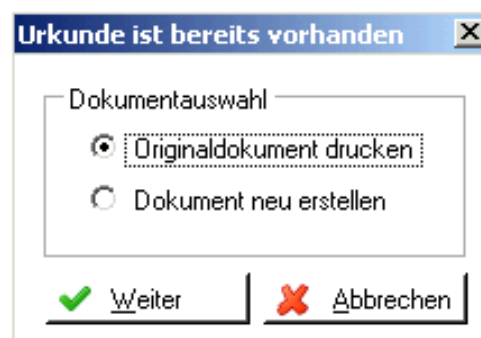 Urkunde ist bereits vorhanden
Dokumentauswahl
Originaldokument drucken
Dokument neu erstellen
Weiter
Abbrechen